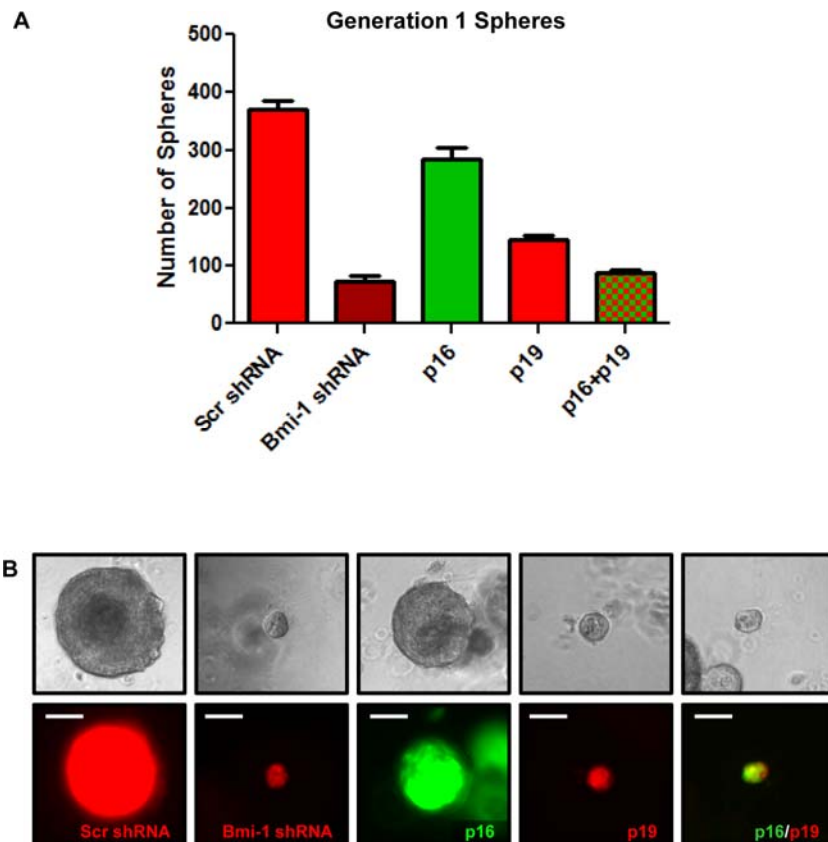 A
Generation 1 Spheres
Number of Spheres
500
400
300
200
100
0
Scr shRNA
Bmi-1 shRNA
p16
p19
p16+p19
B
Scr shRNA
Bmi-1 shRNA
p16
p19
p16/p19